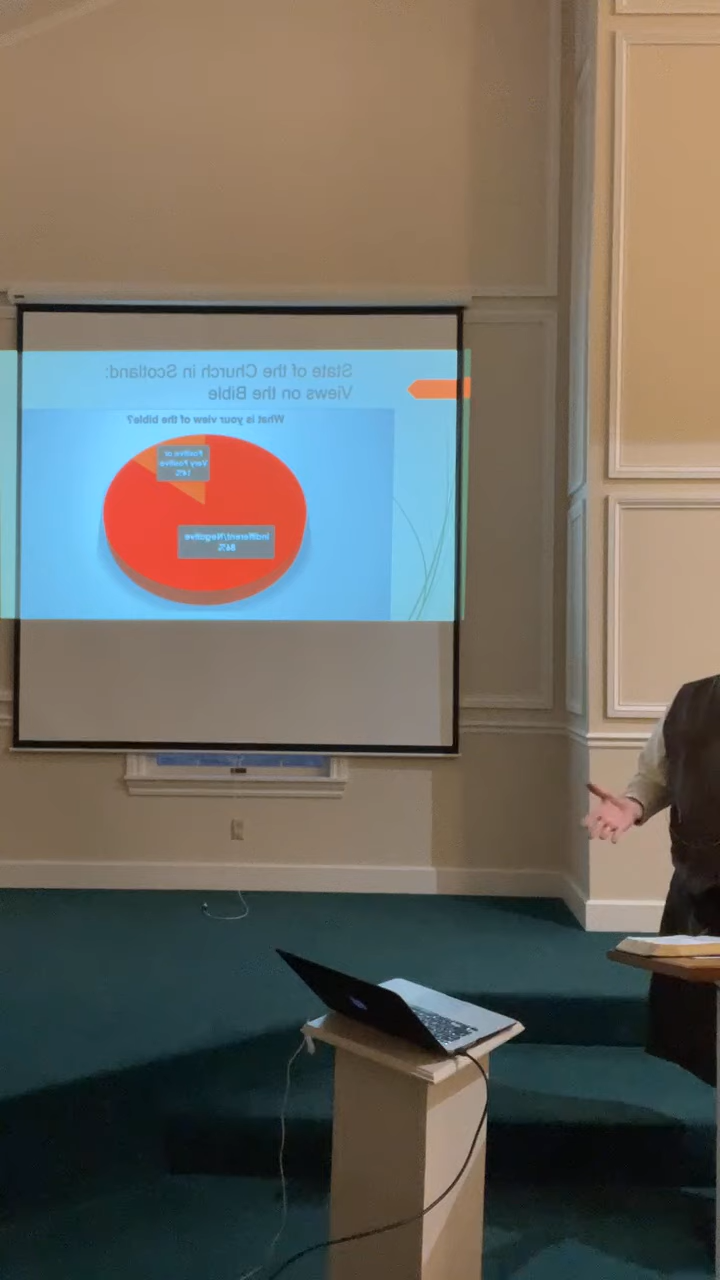 State of the Church in Scotland:
Views on the Bible
What is your view of the bible?
Positive or
Very Positive
14%
Indifferent/Negative
86%